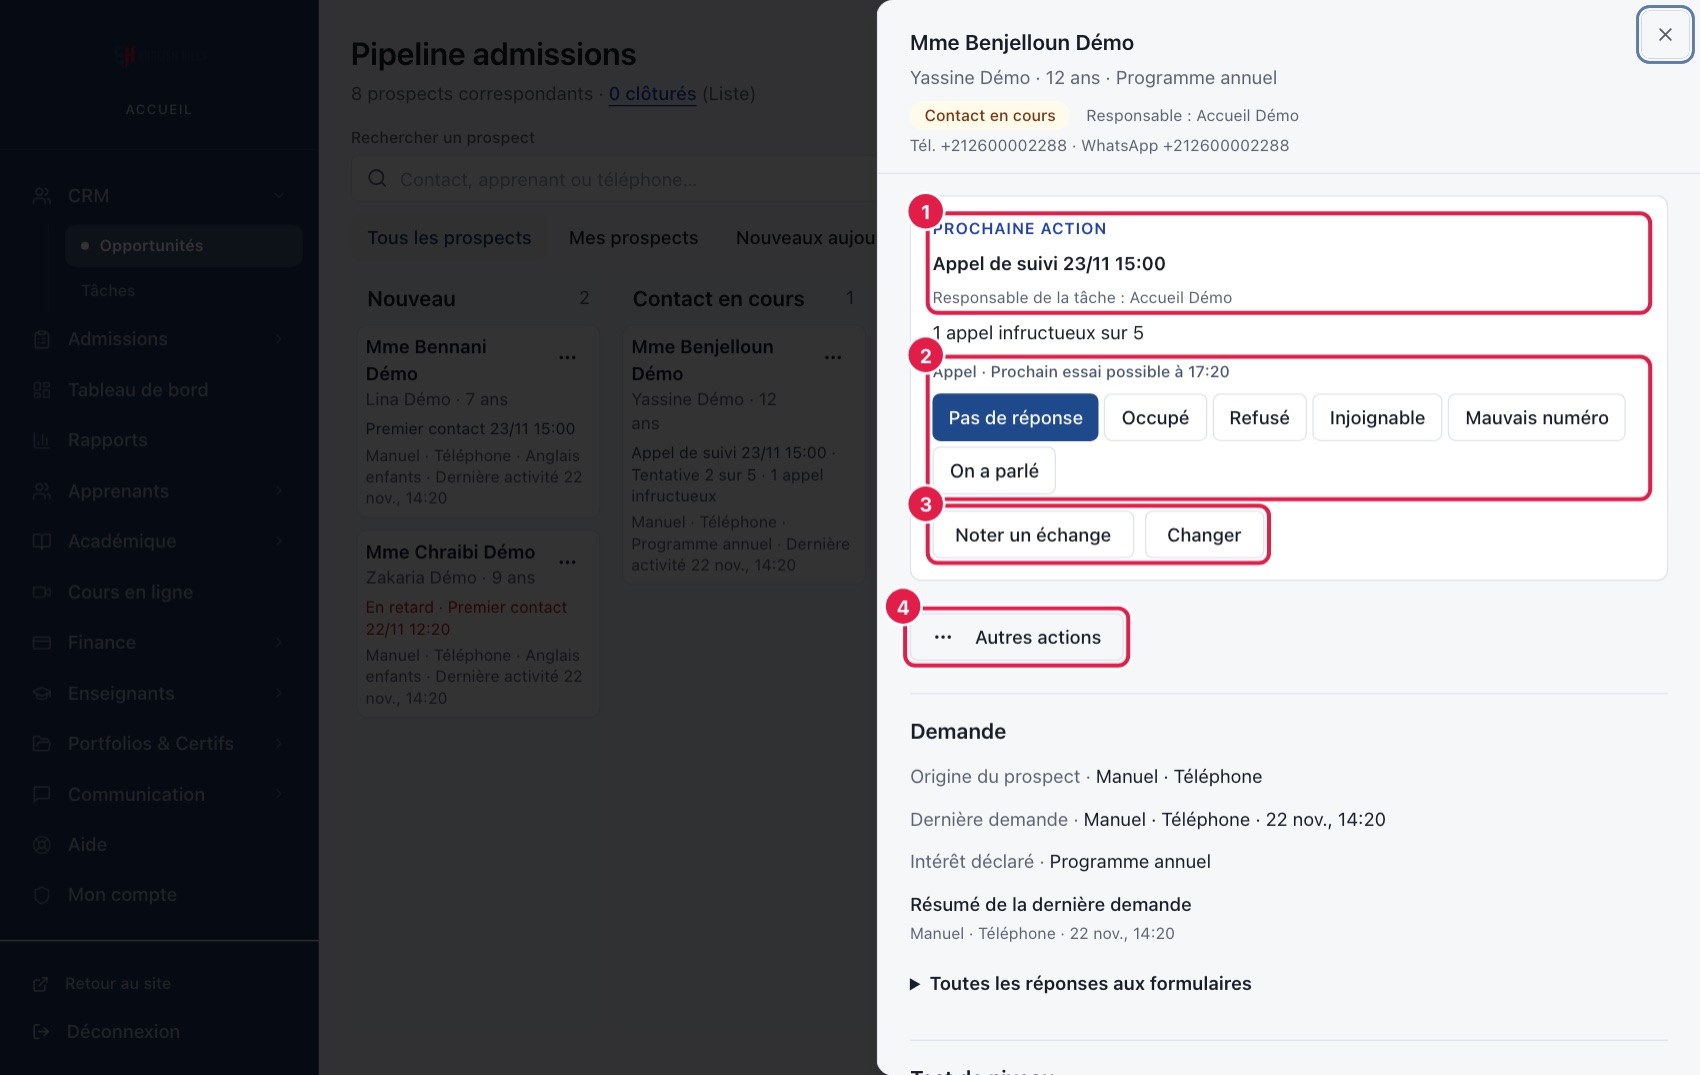 ACCUEIL
CRM
Opportunités
Tâches
Admissions
Tableau de bord
Rapports
Apprenants
Académique
Cours en ligne
Finance
Enseignants
Portfolios & Certifs
Communication
Aide
Mon compte
Retour au site
Déconnexion
Pipeline admissions
8 prospects correspondants · 0 clôturés (Liste)
Rechercher un prospect
Contact, apprenant ou téléphone...
Tous les prospects
Mes prospects
Nouveaux aujou
Nouveau 2
Mme Bennani
Démo
Lina Démo · 7 ans
Premier contact 23/11 15:00
Manuel · Téléphone · Anglais
enfants · Dernière activité 22
nov., 14:20
Mme Chraibi Démo
Zakaria Démo · 9 ans
En retard · Premier contact
22/11 12:20
Manuel · Téléphone · Anglais
enfants · Dernière activité 22
nov., 14:20
Contact en cours 1
Mme Benjelloun
Démo
Yassine Démo · 12
ans
Appel de suivi 23/11 15:00 ·
Tentative 2 sur 5 · 1 appel
infructueux
Manuel · Téléphone ·
Programme annuel · Dernière
activité 22 nov., 14:20
Mme Benjelloun Démo
Yassine Démo · 12 ans · Programme annuel
Contact en cours
Responsable : Accueil Démo
Tél. +212600002288 · WhatsApp +212600002288
1
PROCHAINE ACTION
Appel de suivi 23/11 15:00
Responsable de la tâche : Accueil Démo
1 appel infructueux sur 5
2
Appel · Prochain essai possible à 17:20
Pas de réponse
Occupé
Refusé
Injoignable
Mauvais numéro
On a parlé
3
Noter un échange
Changer
4
Autres actions
Demande
Origine du prospect · Manuel · Téléphone
Dernière demande · Manuel · Téléphone · 22 nov., 14:20
Intérêt déclaré · Programme annuel
Résumé de la dernière demande
Manuel · Téléphone · 22 nov., 14:20
Toutes les réponses aux formulaires